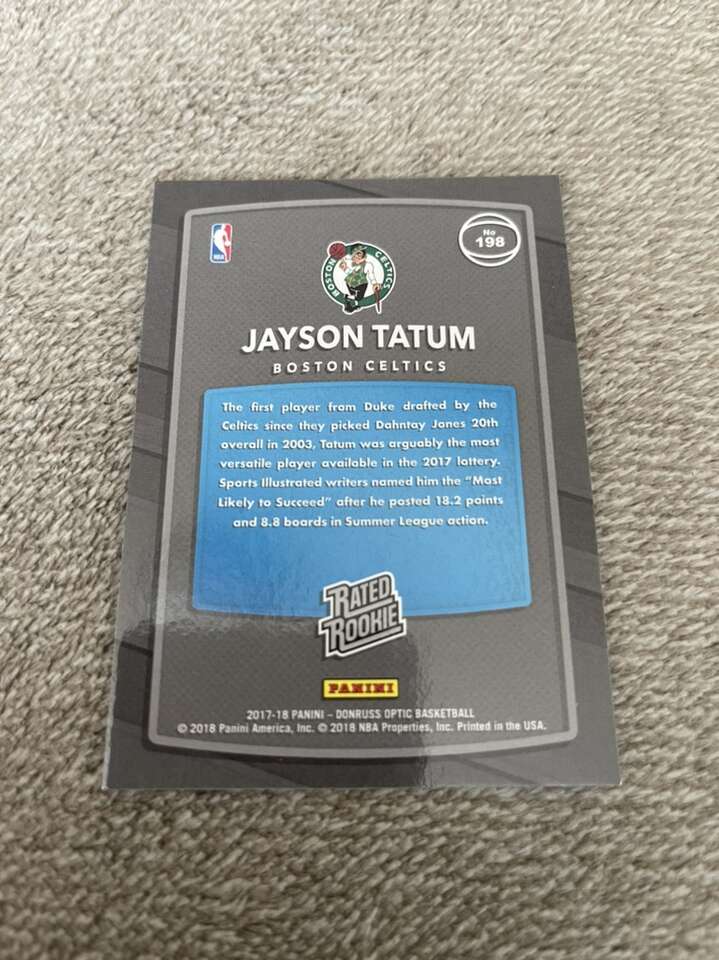 No
198
NBA
BOSTON CELTICS
JAYSON TATUM
BOSTON CELTICS
The first player from Duke drafted by the
Celtics since they picked Dahntay Jones 20th
overall in 2003, Tatum was arguably the most
versatile player available in the 2017 lottery.
Sports Illustrated writers named him the "Most
Likely to Succeed" after he posted 18.2 points
and 8.8 boards in Summer League action.
RATED
ROOKIE
PANINI
2017-18 PANINI – DONRUSS OPTIC BASKETBALL
© 2018 Panini America, Inc. © 2018 NBA Properties, Inc. Printed in the USA.